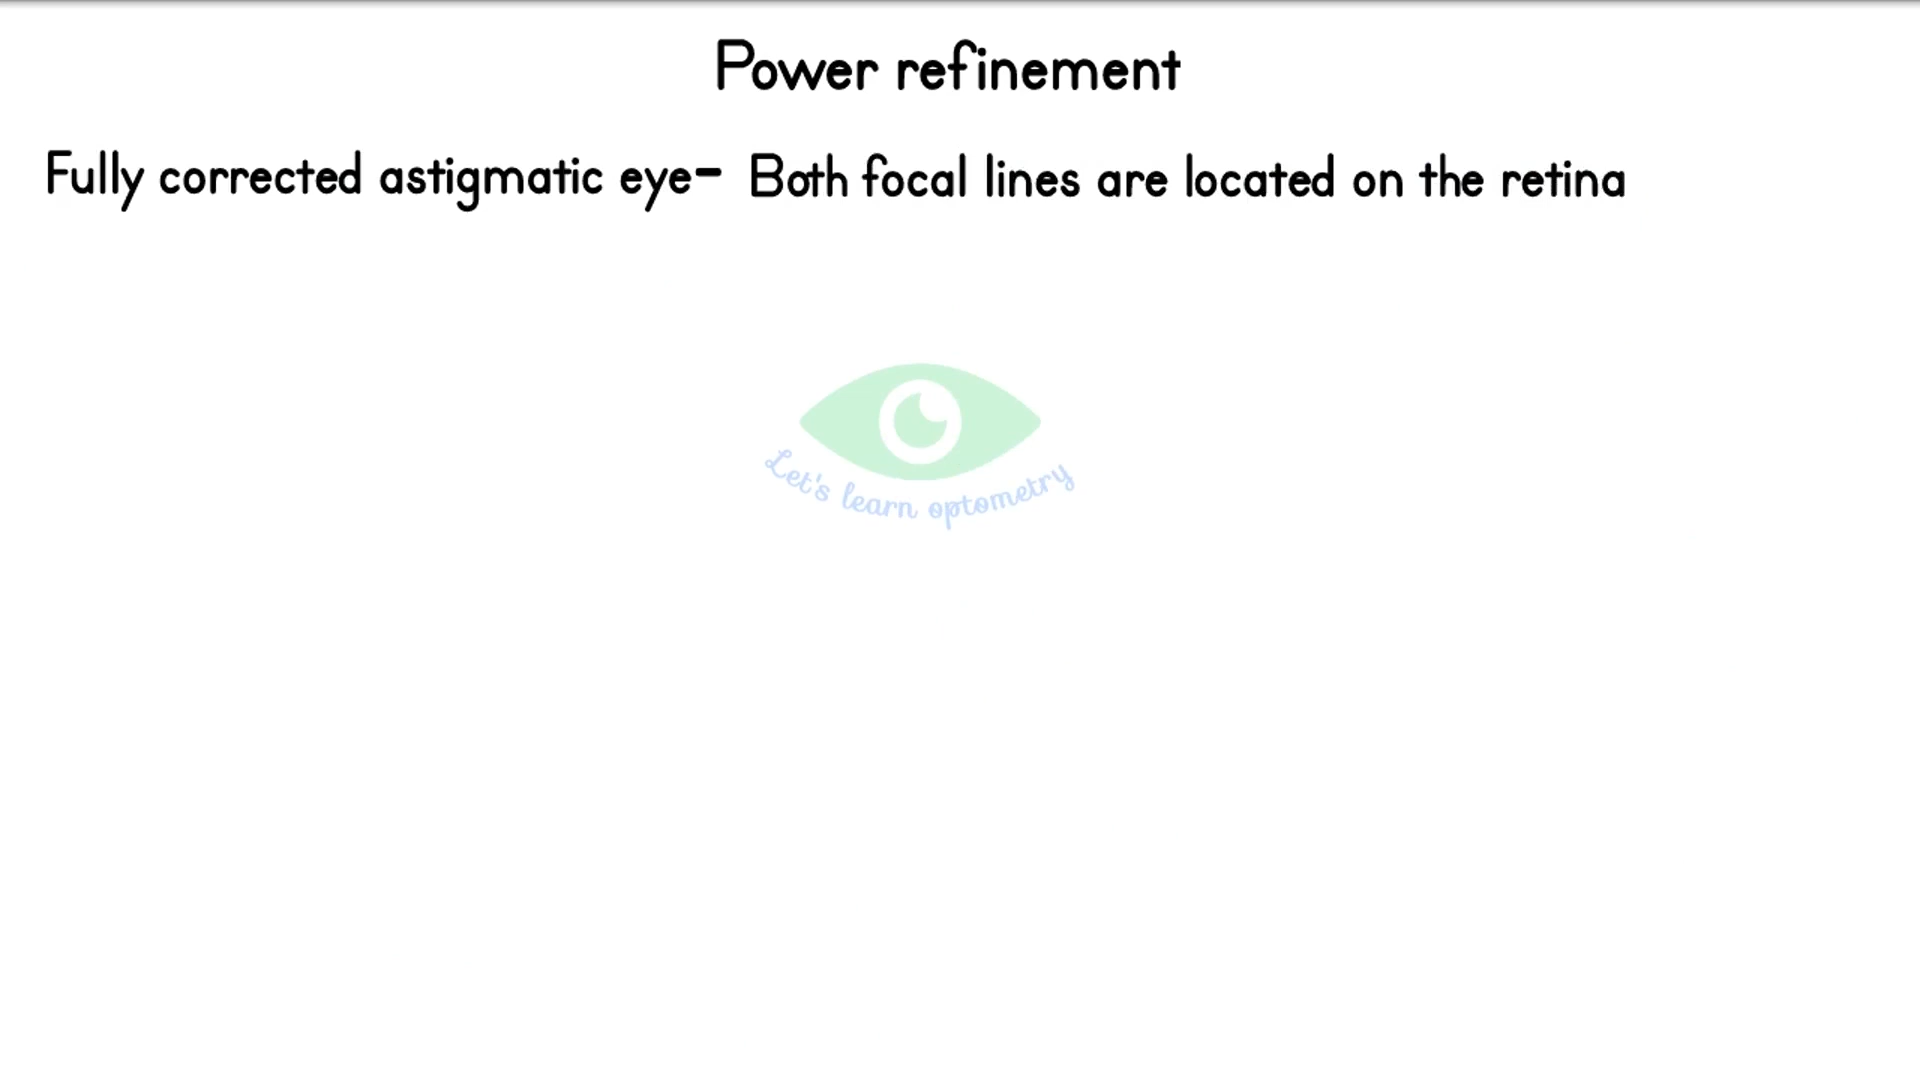 Power refinement
Fully corrected astigmatic eye- Both focal lines are located on the retina
Let's learn optometry